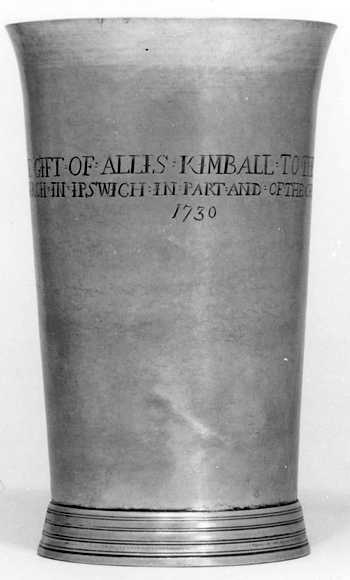 E GIFT·OF·ALLIS·KIMBALL·TO·TH
RCH·IN·IPSWICH·IN·PART·AND·OF·THE·C
1730